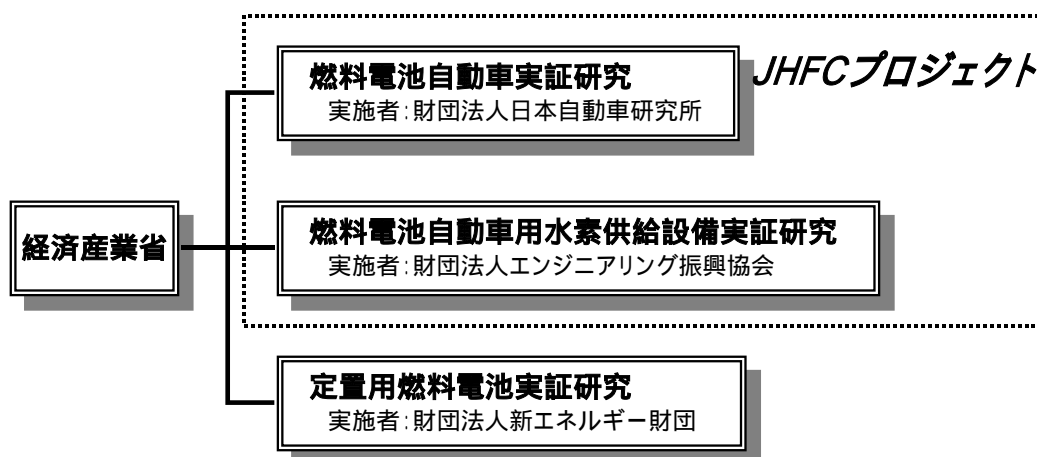 燃料電池自動車実証研究
実施者:財団法人日本自動車研究所
JHFCプロジェクト
経済産業省
燃料電池自動車用水素供給設備実証研究
実施者:財団法人エンジニアリング振興協会
定置用燃料電池実証研究
実施者:財団法人新エネルギー財団